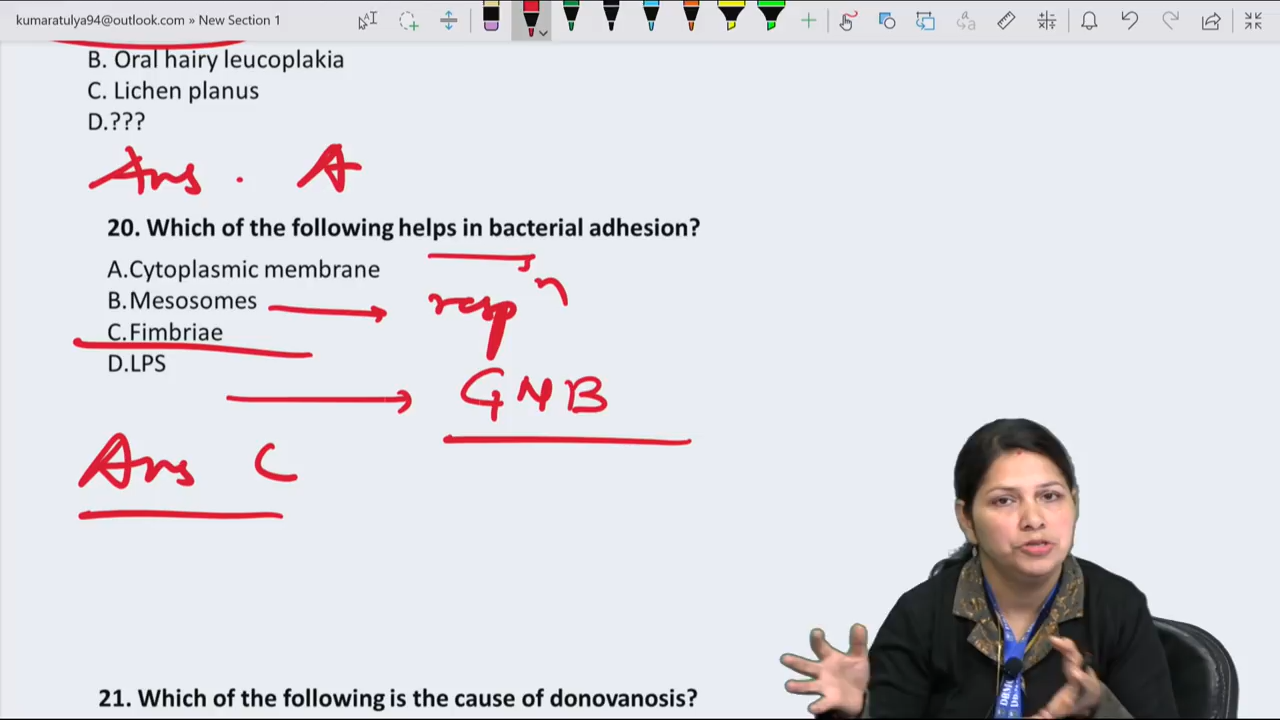 kumaratulya94@outlook.com » New Section 1
B. Oral hairy leucoplakia
C. Lichen planus
D.???
Ans . A
20. Which of the following helps in bacterial adhesion?
A.Cytoplasmic membrane
B.Mesosomes
resp n
C.Fimbriae
D.LPS
GNB
Ans C
21. Which of the following is the cause of donovanosis?